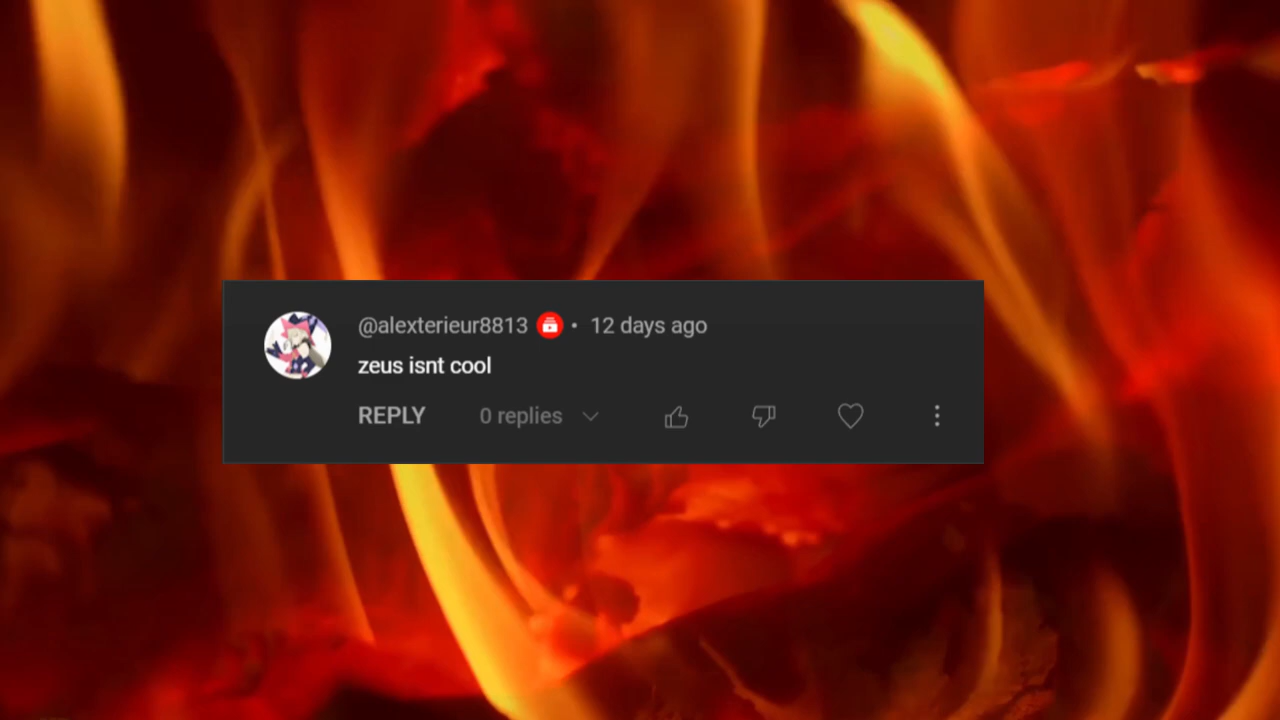 @alexterieur8813 • 12 days ago
zeus isnt cool
REPLY 0 replies